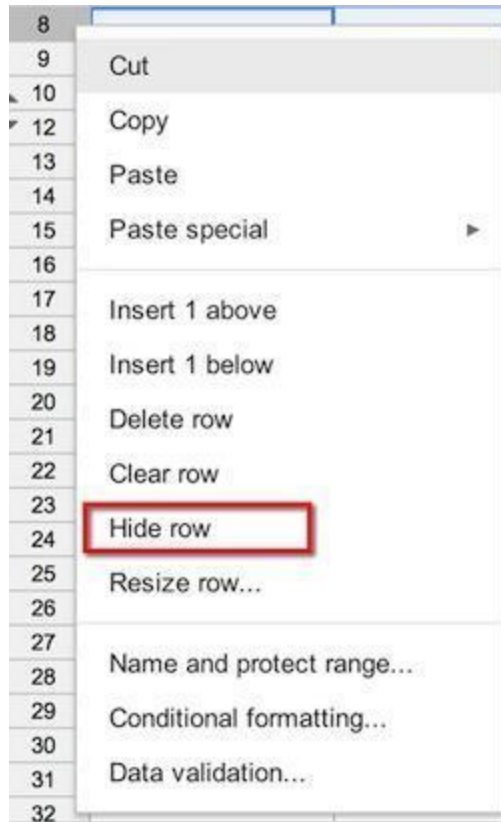 8
9
10
12
13
14
15
16
17
18
19
20
21
22
23
24
25
26
27
28
29
30
31
32
Cut
Copy
Paste
Paste special
Insert 1 above
Insert 1 below
Delete row
Clear row
Hide row
Resize row...
Name and protect range...
Conditional formatting...
Data validation...